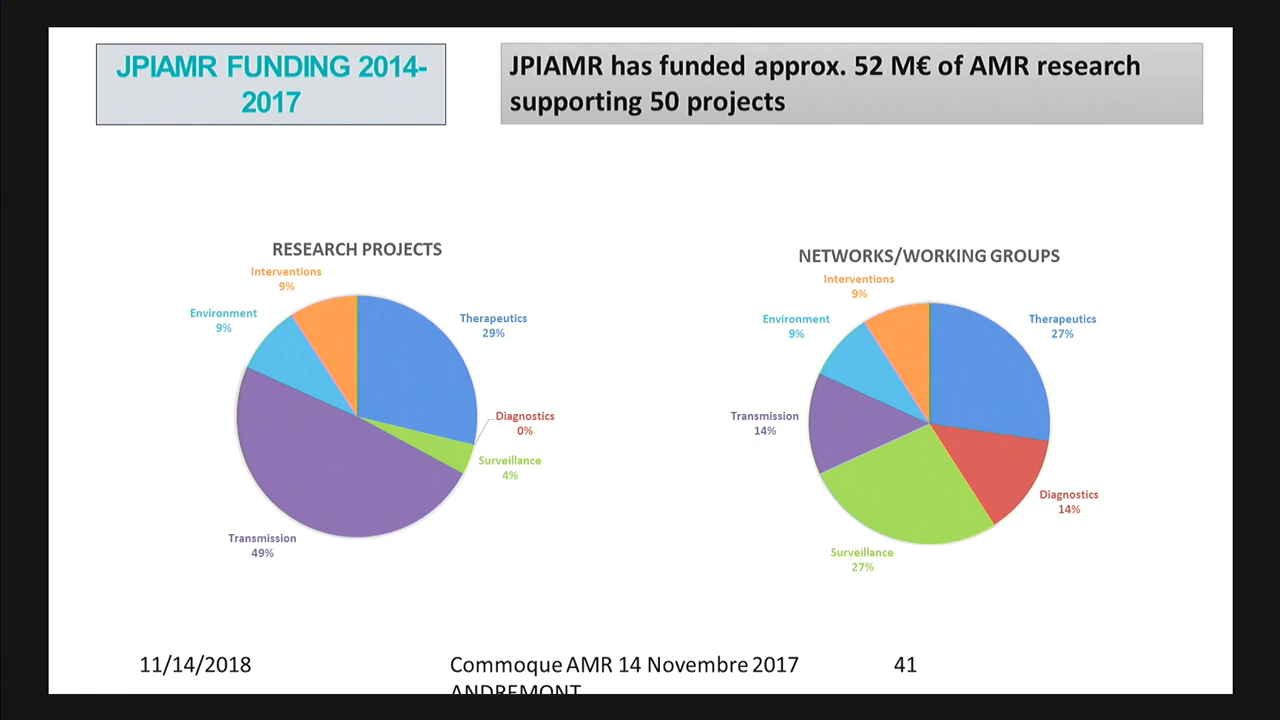 JPIAMR FUNDING 2014-
2017
JPIAMR has funded approx. 52 M€ of AMR research
supporting 50 projects
RESEARCH PROJECTS
Interventions
9%
Environment
9%
Therapeutics
29%
Diagnostics
0%
Surveillance
4%
Transmission
49%
NETWORKS/WORKING GROUPS
Interventions
9%
Environment
9%
Therapeutics
27%
Transmission
14%
Diagnostics
14%
Surveillance
27%
11/14/2018
Commoque AMR 14 Novembre 2017
ANDREMONT
41